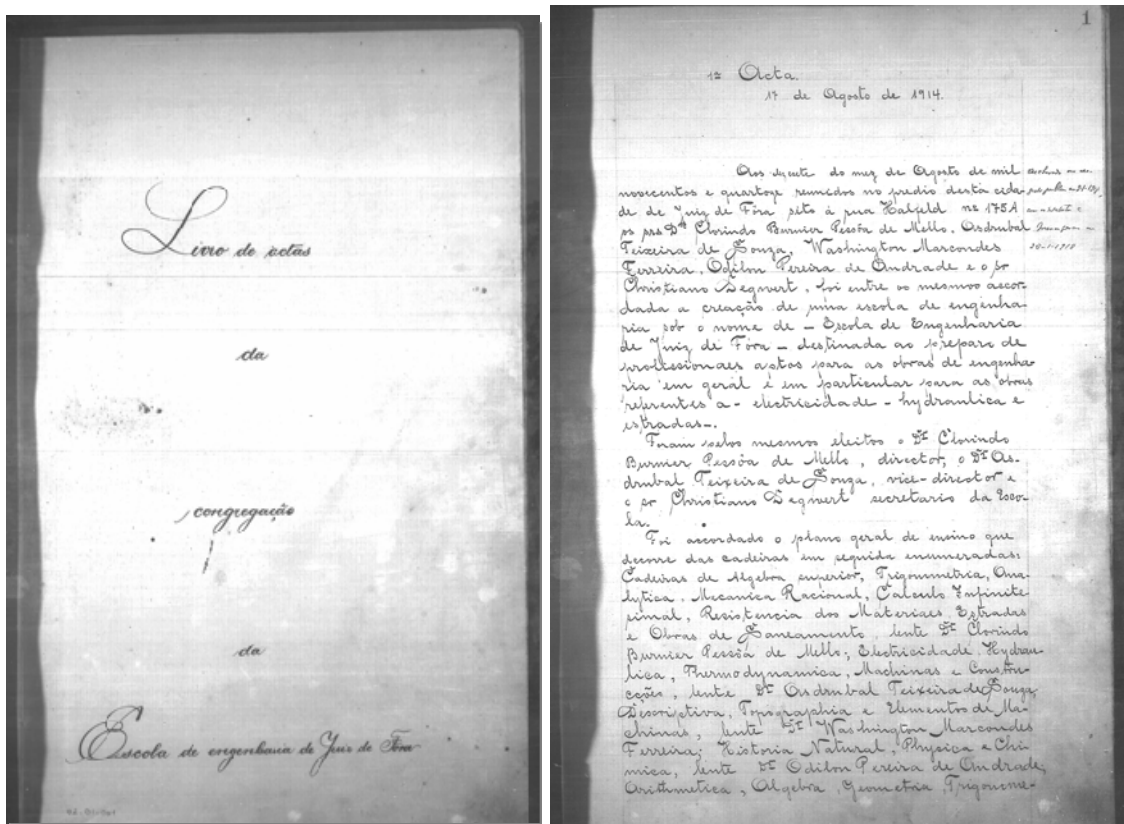 Livro de actas
da
congregação
da
Escola de engenharia de Juiz de Fóra
1
1ª Acta.
17 de Agosto de 1914.
Aos dezesete do mez de Agosto de mil
novecentos e quatorze reunidos no predio desta cida-
de de Juiz de Fóra sito á rua Halfeld nº 175A
os srs Drs Clorindo Burnier Pessôa de Mello, Asdrubal
Teixeira de Souza, Washington Marcondes
Ferreira, Odilon Pereira de Andrade e o sr
Christiano Degwert, foi entre os mesmos accor-
dada a creação de uma escola de engenha-
ria sob o nome de - Escola de Engenharia
de Juiz de Fóra - destinada ao preparo de
profissionaes aptos para as obras de engenha-
ria em geral e em particular para as obras
referentes a - electricidade - hydraulica e
estradas-.
Foram pelos mesmos eleitos o Dr Clorindo
Burnier Pessôa de Mello, director, o Dr As-
drubal Teixeira de Souza, vice-director e
o sr Christiano Degwert secretario da Esco-
la.
Foi accordado o plano geral de ensino que
decorre das cadeiras em seguida enumeradas:
Cadeiras de Algebra superior, Trigonometria, Ana-
lytica, Mecanica Racional, Calculo Infinite
simal, Resistencia dos Materiaes, Estradas
e Obras de Saneamento, lente Dr Clorindo
Burnier Pessôa de Mello; Electricidade, Hydrau-
lica, Thermodynamica, Machinas e Constru-
cções, lente Dr Asdrubal Teixeira de Souza,
Descriptiva, Topographia e Elementos de Ma-
chinas, lente Dr Washington Marcondes
Ferreira; Historia Natural, Physica e Chi
mica, lente Dr Odilon Pereira de Andrade,
Arithmetica, Algebra, Geometria, Trigonome-